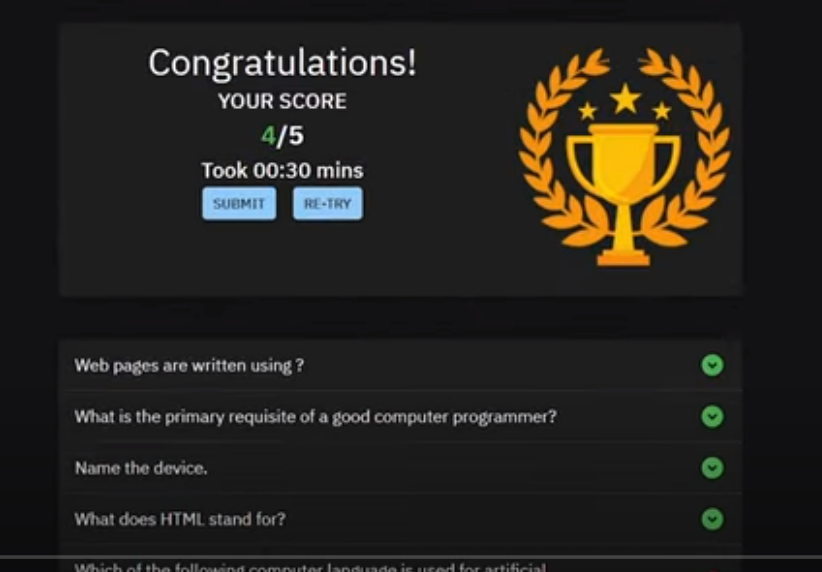 Congratulations!
YOUR SCORE
4/5
Took 00:30 mins
SUBMIT RE-TRY
Web pages are written using ?
What is the primary requisite of a good computer programmer?
Name the device.
What does HTML stand for?
Which of the following computer language is used for artificial